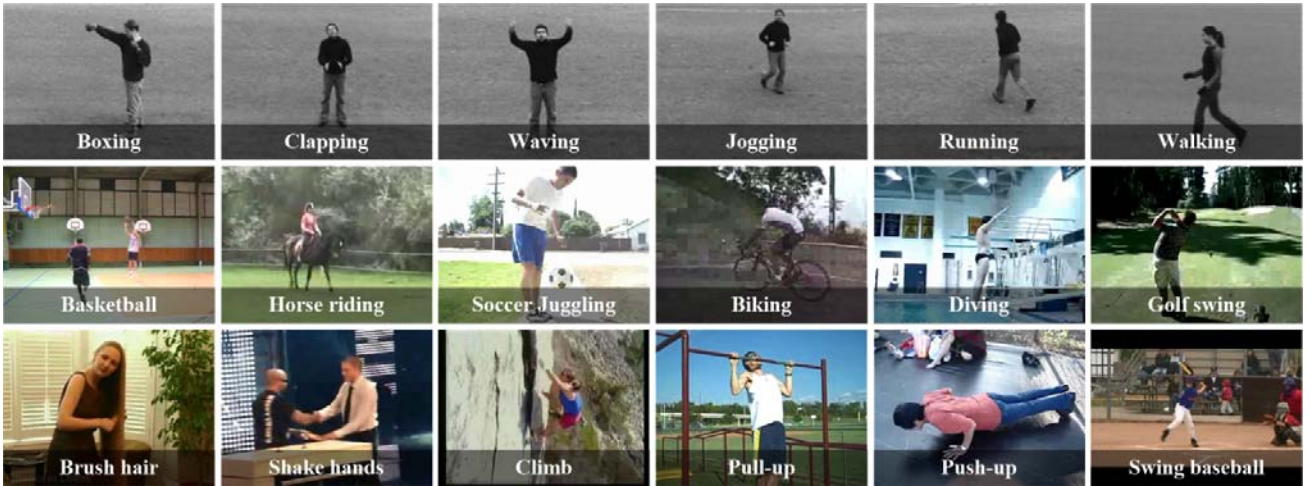 Boxing
Clapping
Waving
Jogging
Running
Walking
Basketball
Horse riding
Soccer Juggling
Biking
Diving
Golf swing
Brush hair
Shake hands
Climb
Pull-up
Push-up
Swing baseball